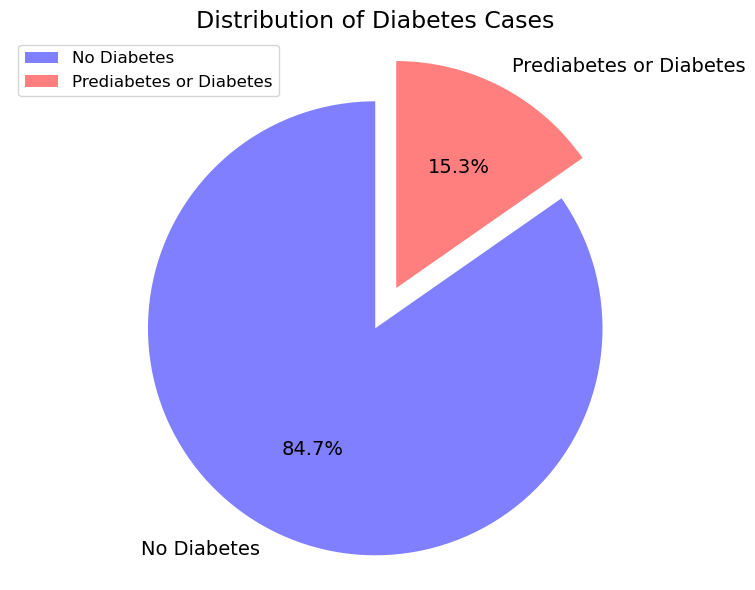 Distribution of Diabetes Cases
No Diabetes
Prediabetes or Diabetes
Prediabetes or Diabetes
15.3%
84.7%
No Diabetes